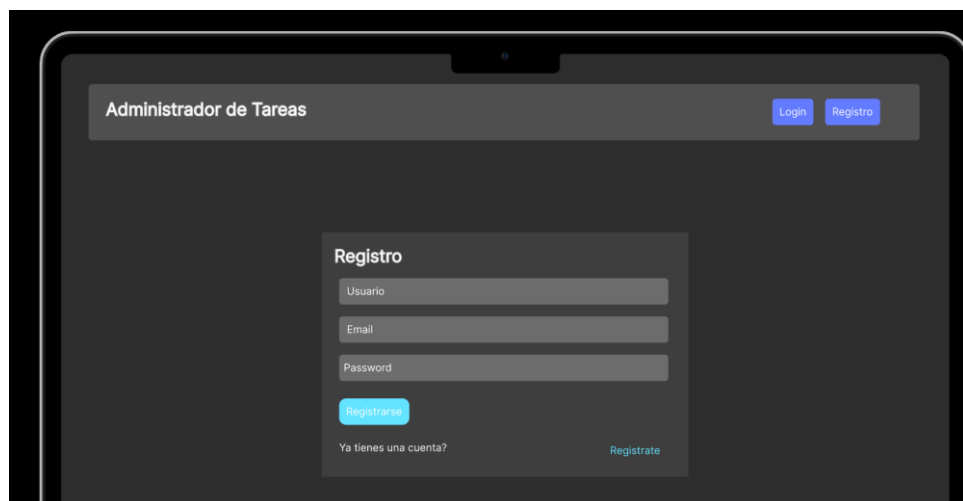 Administrador de Tareas
Login
Registro
Registro
Usuario
Email
Password
Registrarse
Ya tienes una cuenta?
Registrate